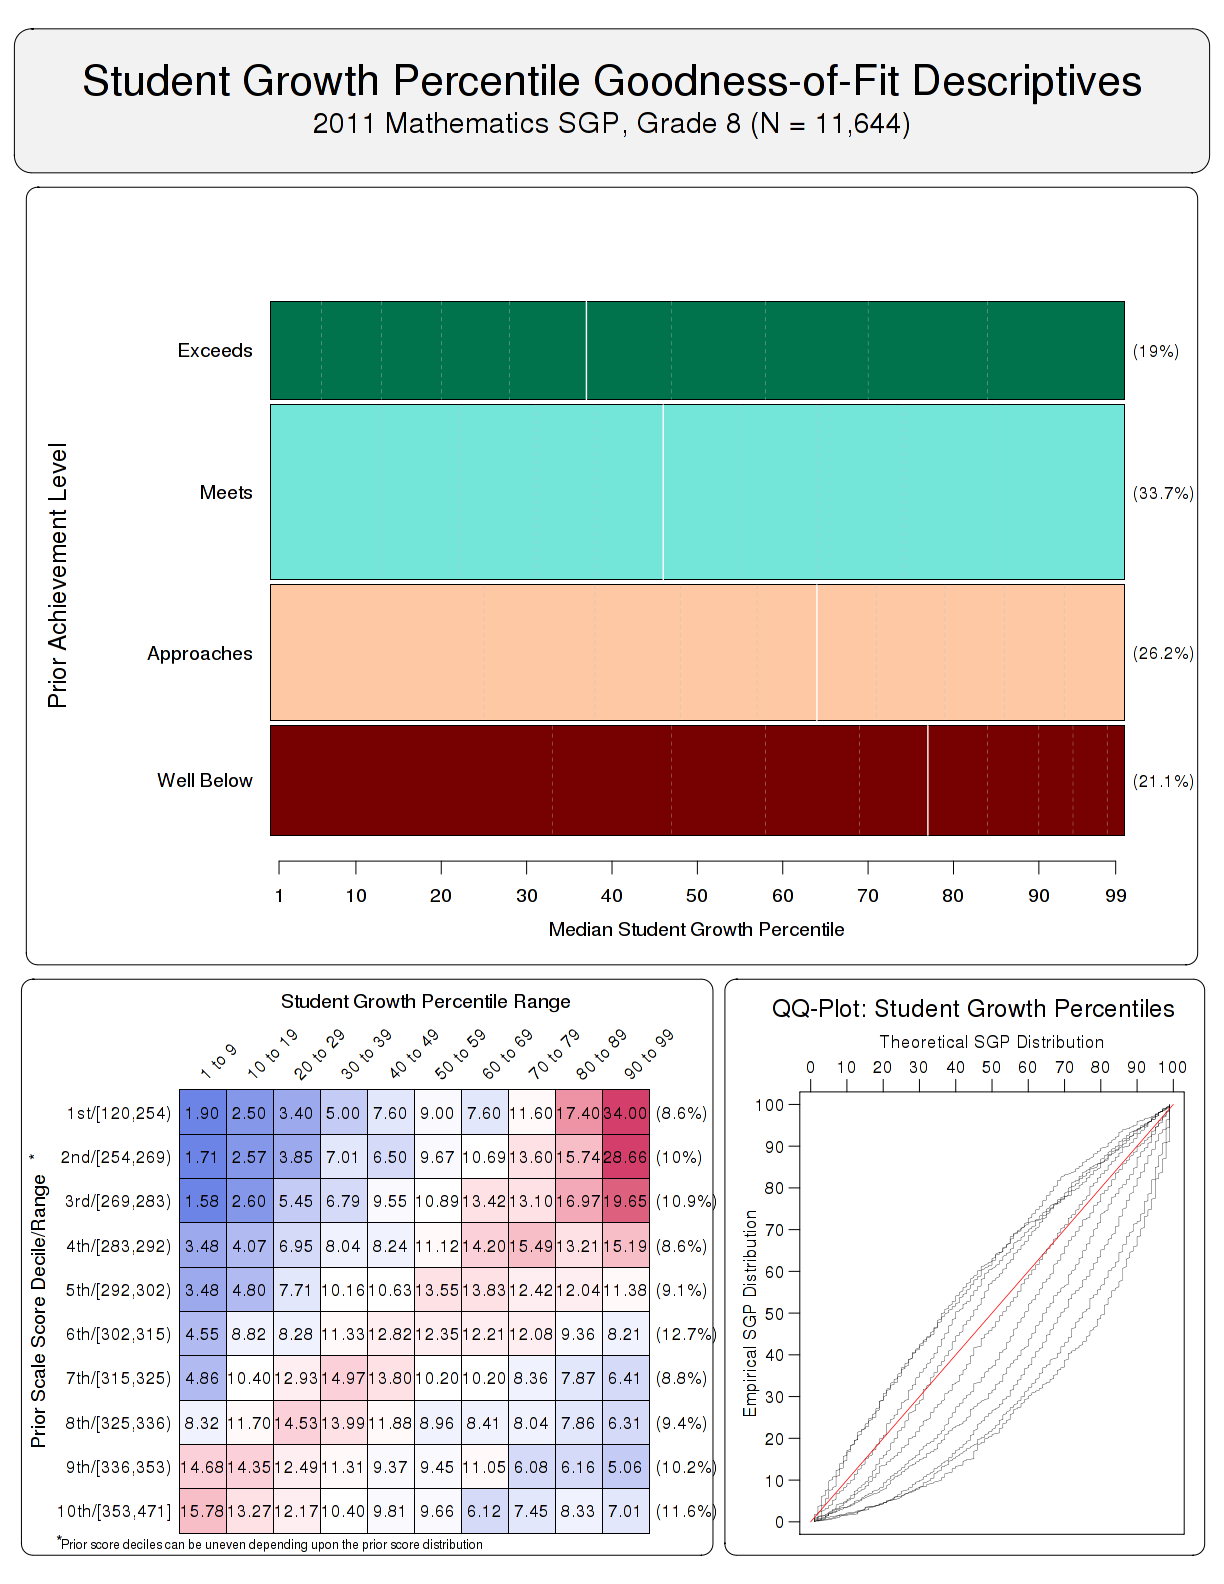 Student Growth Percentile Goodness-of-Fit Descriptives
2011 Mathematics SGP, Grade 8 (N = 11,644)
Prior Achievement Level
Exceeds (19%)
Meets (33.7%)
Approaches (26.2%)
Well Below (21.1%)
1 10 20 30 40 50 60 70 80 90 99
Median Student Growth Percentile
Student Growth Percentile Range
1 to 9 10 to 19 20 to 29 30 to 39 40 to 49 50 to 59 60 to 69 70 to 79 80 to 89 90 to 99
Prior Scale Score Decile/Range *
1st/[120,254) 1.90 2.50 3.40 5.00 7.60 9.00 7.60 11.60 17.40 34.00 (8.6%)
2nd/[254,269) 1.71 2.57 3.85 7.01 6.50 9.67 10.69 13.60 15.74 28.66 (10%)
3rd/[269,283) 1.58 2.60 5.45 6.79 9.55 10.89 13.42 13.10 16.97 19.65 (10.9%)
4th/[283,292) 3.48 4.07 6.95 8.04 8.24 11.12 14.20 15.49 13.21 15.19 (8.6%)
5th/[292,302) 3.48 4.80 7.71 10.16 10.63 13.55 13.83 12.42 12.04 11.38 (9.1%)
6th/[302,315) 4.55 8.82 8.28 11.33 12.82 12.35 12.21 12.08 9.36 8.21 (12.7%)
7th/[315,325) 4.86 10.40 12.93 14.97 13.80 10.20 10.20 8.36 7.87 6.41 (8.8%)
8th/[325,336) 8.32 11.70 14.53 13.99 11.88 8.96 8.41 8.04 7.86 6.31 (9.4%)
9th/[336,353) 14.68 14.35 12.49 11.31 9.37 9.45 11.05 6.08 6.16 5.06 (10.2%)
10th/[353,471] 15.78 13.27 12.17 10.40 9.81 9.66 6.12 7.45 8.33 7.01 (11.6%)
*Prior score deciles can be uneven depending upon the prior score distribution
QQ-Plot: Student Growth Percentiles
Theoretical SGP Distribution
0 10 20 30 40 50 60 70 80 90 100
Empirical SGP Distribution
100
90
80
70
60
50
40
30
20
10
0